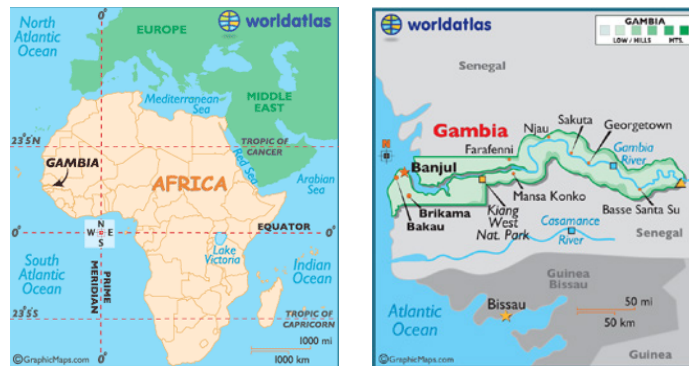 North
Atlantic Ocean
0°
EUROPE
worldatlas
Mediterranean
Sea
MIDDLE
EAST
23°5'N
TROPIC OF
CANCER
GAMBIA
Red Sea
AFRICA
Arabian
Sea
N
W E
S
EQUATOR
0°
0°
Lake
Victoria
South
Atlantic
Ocean
PRIME
MERIDIAN
Indian
Ocean
TROPIC OF
CAPRICORN
23°5'S
1000 mi
1000 km
©GraphicMaps.com
0°
worldatlas
GAMBIA
LOW / HILLS MTS.
Senegal
Gambia
Sakuta
Njau
Georgetown
Farafenni
Gambia
River
Banjul
Mansa Konko
Brikama
Bakau
Kiang
West
Nat. Park
Basse Santa Su
Casamance
River
Senegal
Guinea
Bissau
Atlantic
Ocean
Bissau
50 mi
50 km
©GraphicMaps.com
Guinea